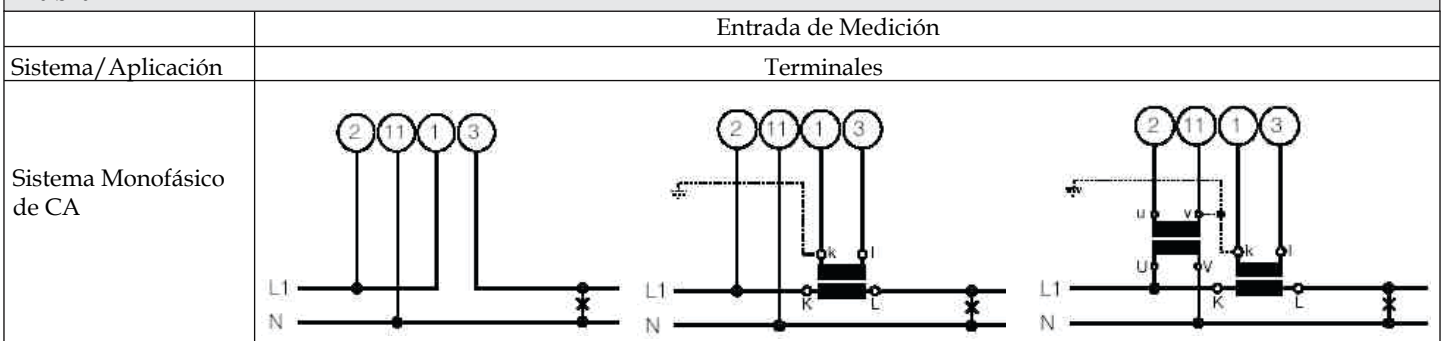 Entrada de Medición
Sistema/Aplicación
Terminales
Sistema Monofásico
de CA
2 11 1 3
k l
L1
K L
N
2 11 1 3
k l
L1
K L
N
2 11 1 3
u v
k l
U V
L1
K L
N